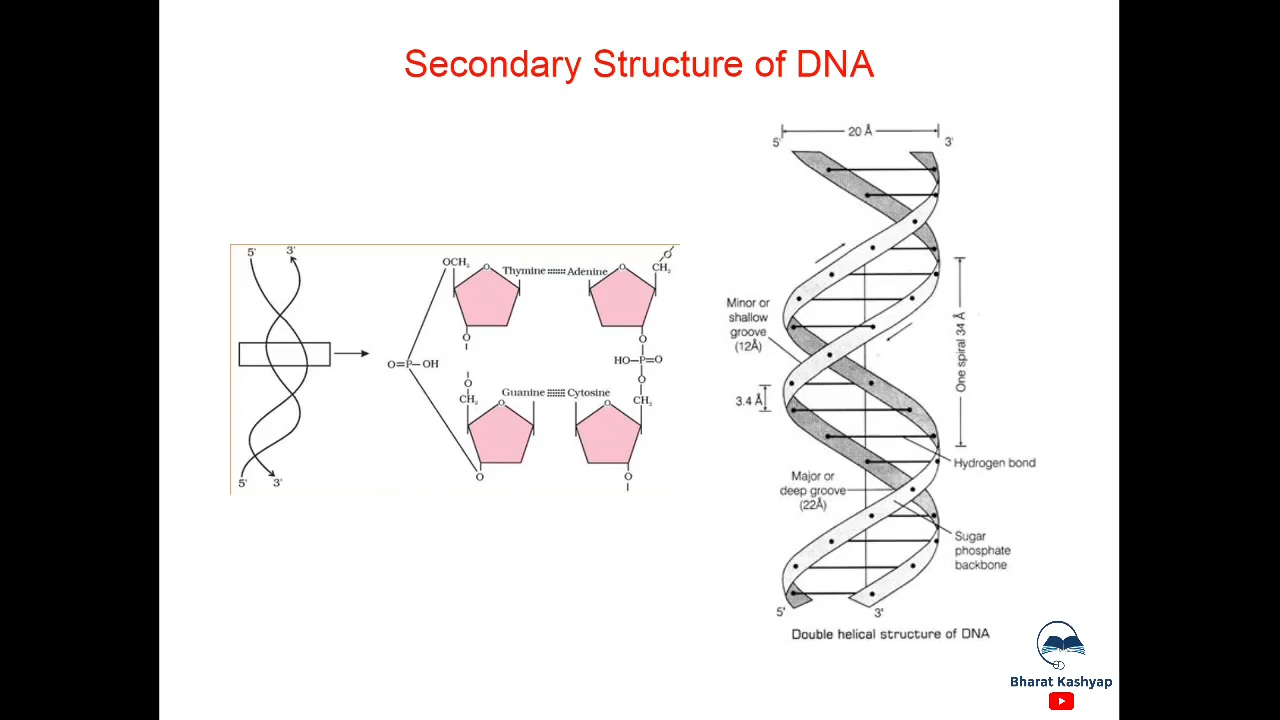 Secondary Structure of DNA
5'
3'
5'
3'
OCH2
O
Thymine
Adenine
O
CH2
O
O
O
HO–P=O
O
O=P–OH
O
CH2
Guanine
Cytosine
O
O
CH2
O
O
20 Å
5'
3'
Minor or
shallow
groove
(12Å)
3.4 Å
One spiral 34 Å
Hydrogen bond
Major or
deep groove
(22Å)
Sugar
phosphate
backbone
5'
3'
Double helical structure of DNA
Bharat Kashyap